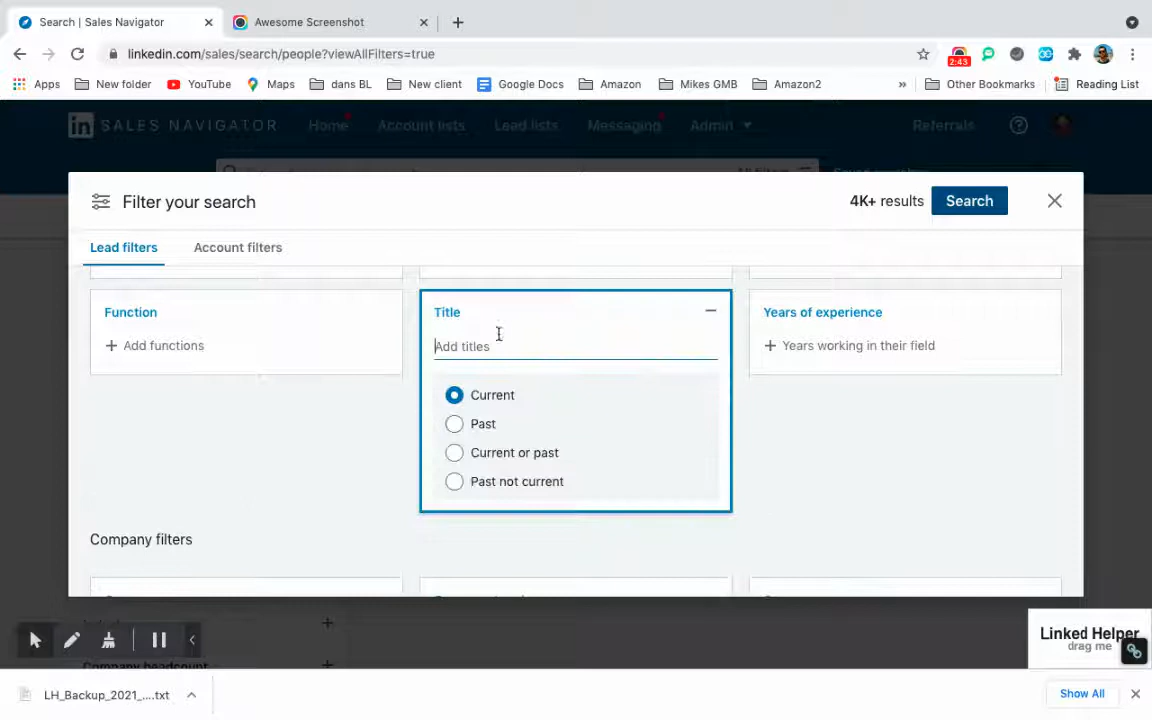 Search | Sales Navigator
Awesome Screenshot
linkedin.com/sales/search/people?viewAllFilters=true
2:43
Apps
New folder
YouTube
Maps
dans BL
New client
Google Docs
Amazon
Mikes GMB
Amazon2
»
Other Bookmarks
Reading List
in SALES NAVIGATOR
Home
Account lists
Lead lists
Messaging
Admin
Referrals
Filter your search
4K+ results
Search
Lead filters
Account filters
Function
+ Add functions
Title
Add titles
Current
Past
Current or past
Past not current
Years of experience
+ Years working in their field
Company filters
Company headcount
Linked Helper
drag me
LH_Backup_2021_....txt
Show All